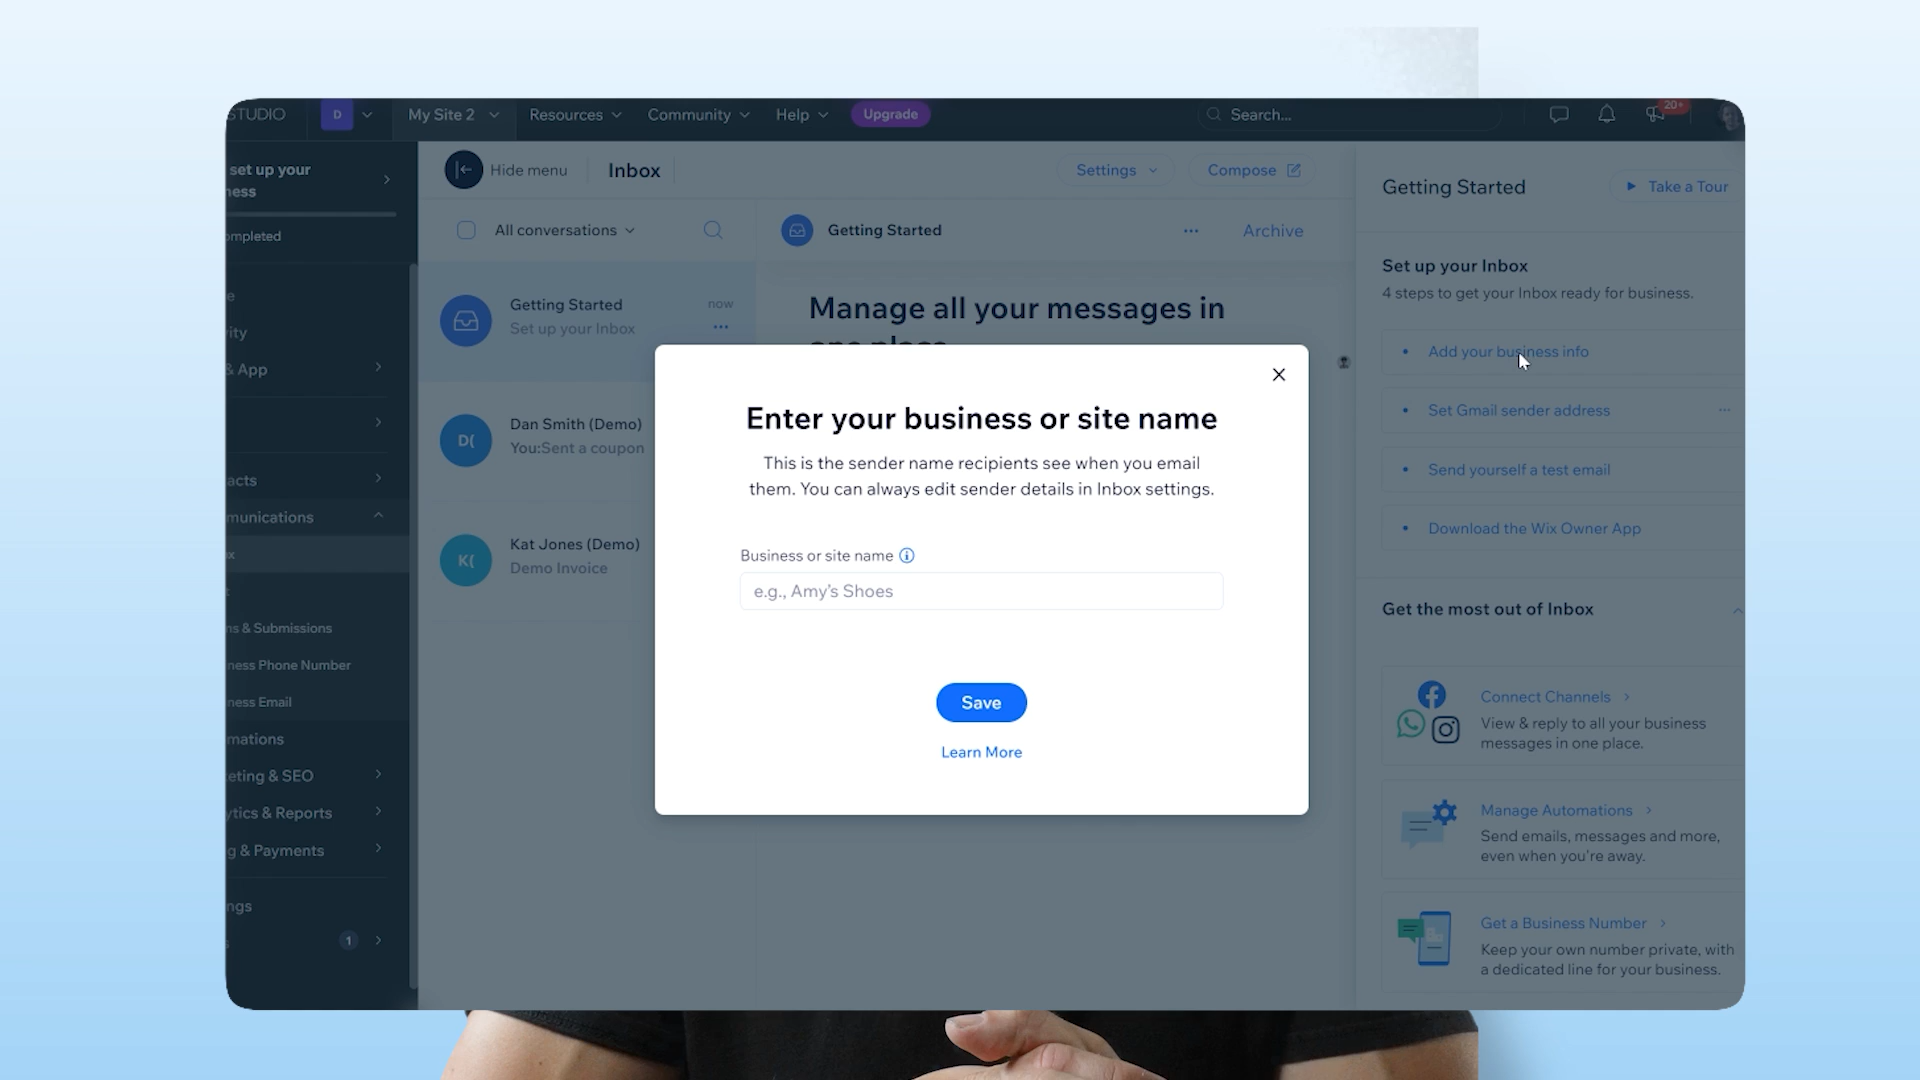 STUDIO
D
My Site 2
Resources
Community
Help
Upgrade
Search...
20+
set up your
ness
ompleted
e
ity
& App
acts
munications
x
t
ns & Submissions
ness Phone Number
ness Email
mations
eting & SEO
ytics & Reports
g & Payments
ngs
s
1
Hide menu
Inbox
Settings
Compose
All conversations
Getting Started
now
Set up your Inbox
...
D(
Dan Smith (Demo)
You:Sent a coupon
K(
Kat Jones (Demo)
Demo Invoice
Getting Started
...
Archive
Manage all your messages in
one place
Enter your business or site name
This is the sender name recipients see when you email
them. You can always edit sender details in Inbox settings.
Business or site name
e.g., Amy's Shoes
Save
Learn More
Getting Started
Take a Tour
Set up your Inbox
4 steps to get your Inbox ready for business.
• Add your business info
• Set Gmail sender address
...
• Send yourself a test email
• Download the Wix Owner App
Get the most out of Inbox
Connect Channels
View & reply to all your business
messages in one place.
Manage Automations
Send emails, messages and more,
even when you're away.
Get a Business Number
Keep your own number private, with
a dedicated line for your business.